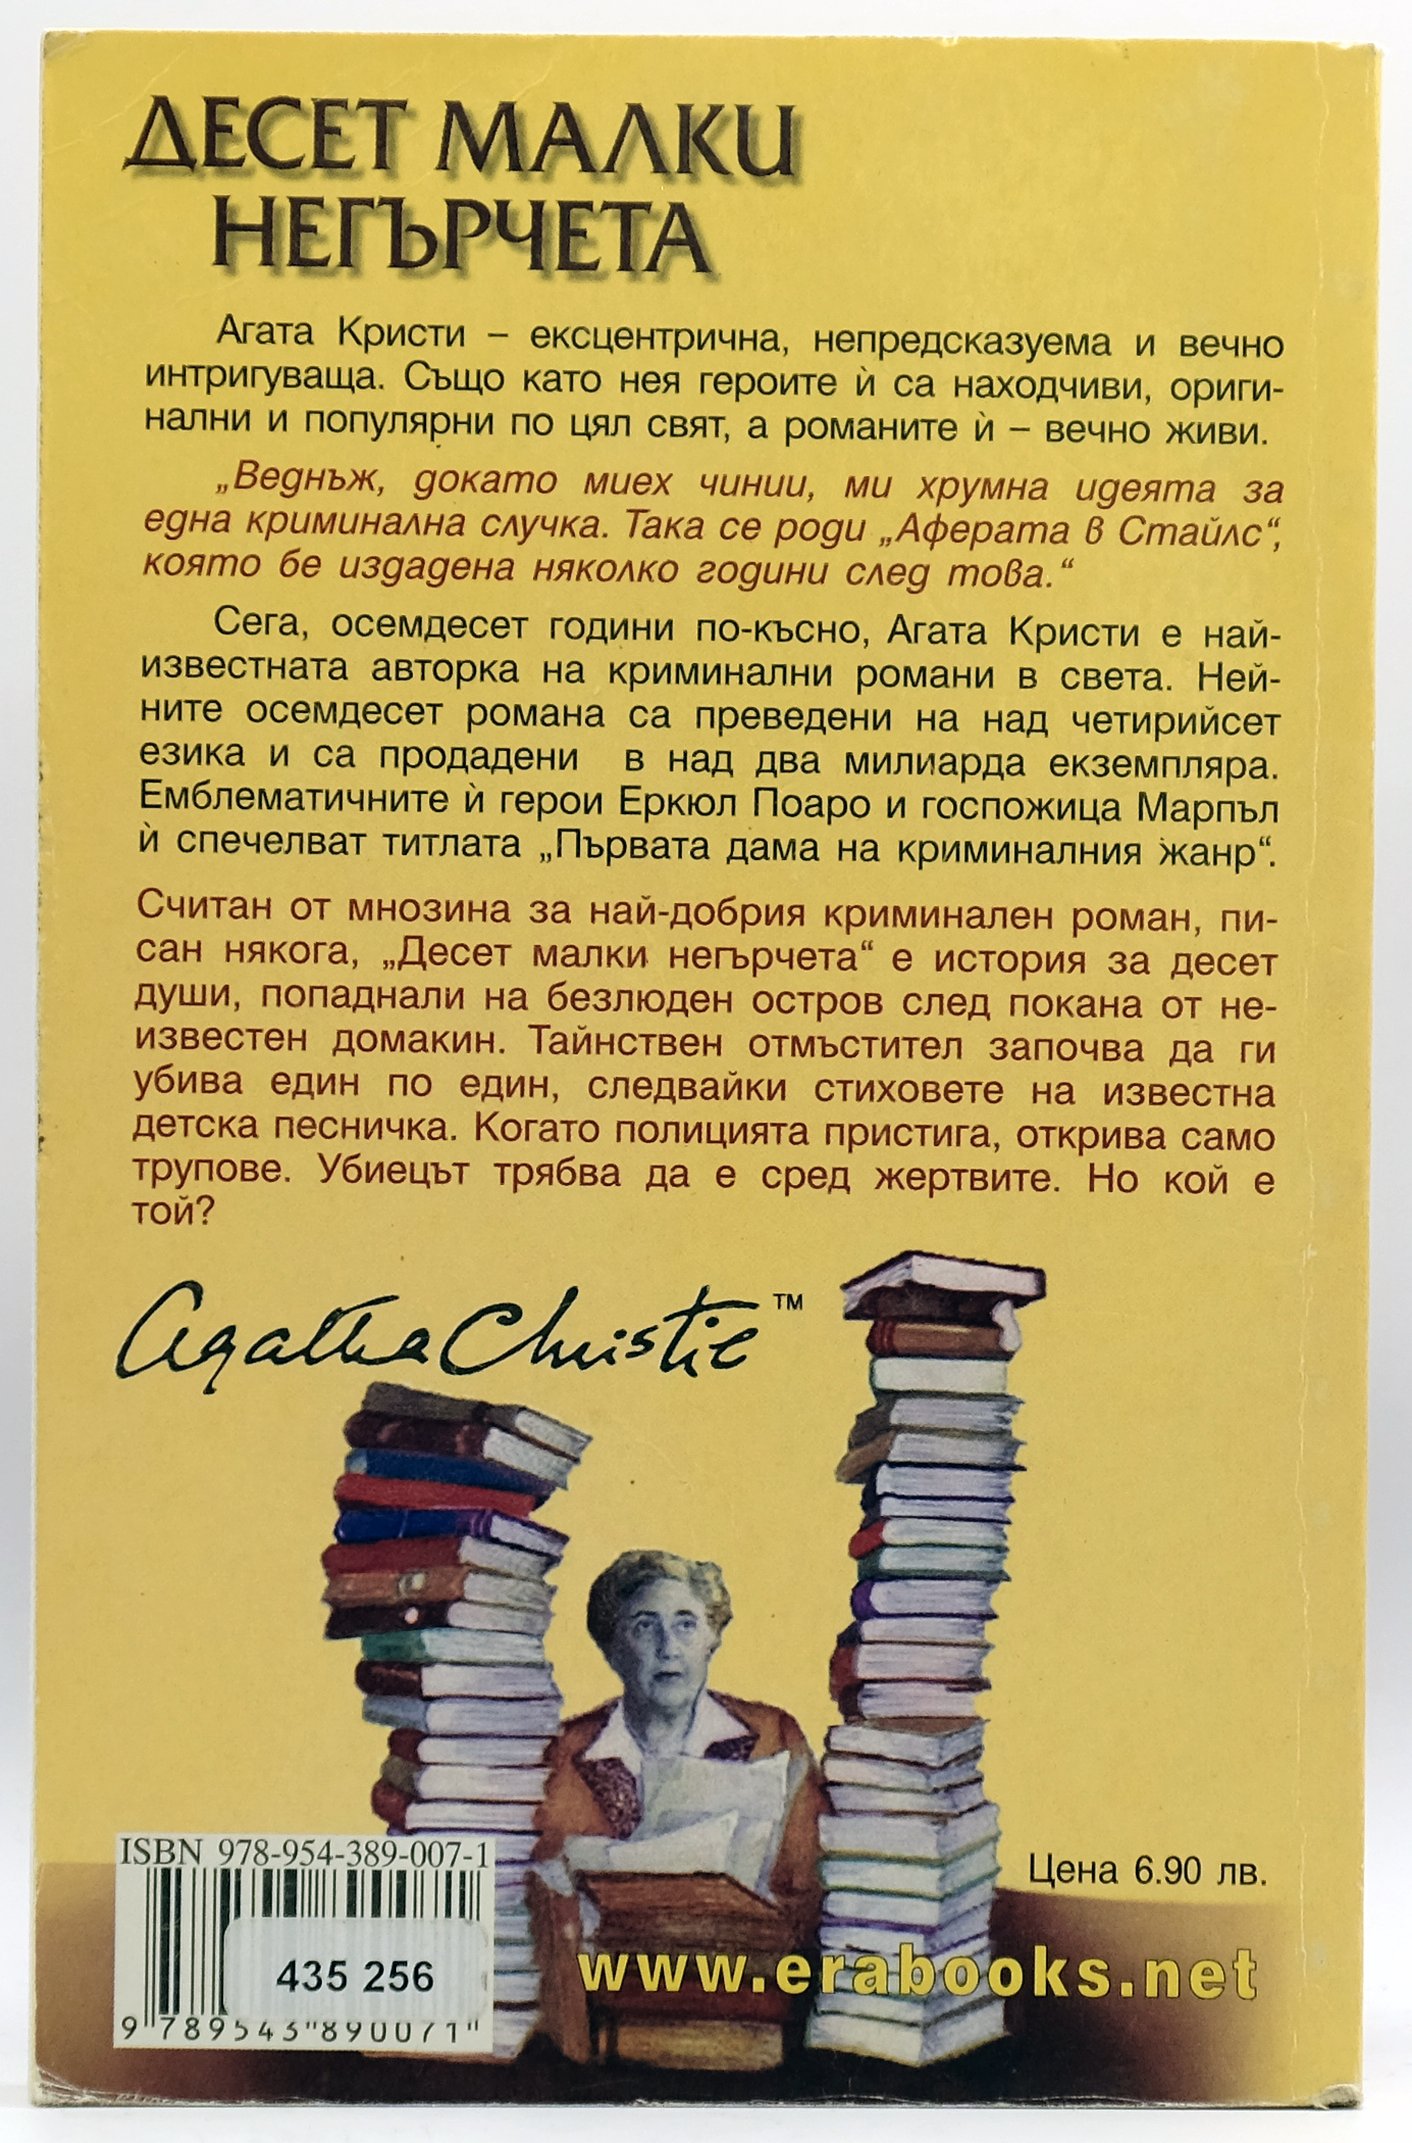 ДЕСЕТ МАЛКИ
НЕГЪРЧЕТА
Агата Кристи – ексцентрична, непредсказуема и вечно
интригуваща. Също като нея героите ѝ са находчиви, ориги-
нални и популярни по цял свят, а романите ѝ – вечно живи.
„Веднъж, докато миех чинии, ми хрумна идеята за
една криминална случка. Така се роди „Аферата в Стайлс“,
която бе издадена няколко години след това.“
Сега, осемдесет години по-късно, Агата Кристи е най-
известната авторка на криминални романи в света. Ней-
ните осемдесет романа са преведени на над четирийсет
езика и са продадени в над два милиарда екземпляра.
Емблематичните ѝ герои Еркюл Поаро и госпожица Марпъл
ѝ спечелват титлата „Първата дама на криминалния жанр“.
Считан от мнозина за най-добрия криминален роман, пи-
сан някога, „Десет малки негърчета“ е история за десет
души, попаднали на безлюден остров след покана от не-
известен домакин. Тайнствен отмъстител започва да ги
убива един по един, следвайки стиховете на известна
детска песничка. Когато полицията пристига, открива само
трупове. Убиецът трябва да е сред жертвите. Но кой е
той?
Agatha Christie™
ISBN 978-954-389-007-1
435 256
9 789543 890071
Цена 6.90 лв.
www.erabooks.net